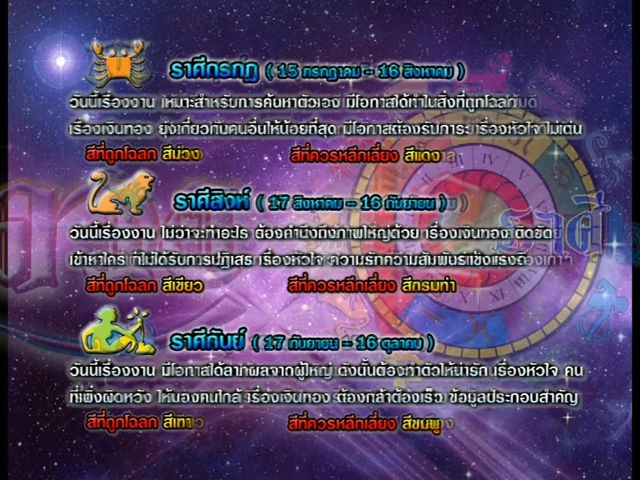 ราศีกรกฎ ( 15 กรกฎาคม - 16 สิงหาคม )
วันนี้เรื่องงาน เหมาะสำหรับการค้นหาตัวเอง มีโอกาสได้ทำในสิ่งที่ถูกโฉลก
เรื่องเงินทอง ยุ่งเกี่ยวกับคนอื่นให้น้อยที่สุด มีโอกาสต้องรับภาระ เรื่องหัวใจ ไม่เด่น
สีที่ถูกโฉลก สีม่วง สีที่ควรหลีกเลี่ยง สีแดง
ราศีสิงห์ ( 17 สิงหาคม - 16 กันยายน )
วันนี้เรื่องงาน ไม่ว่าจะทำอะไร ต้องคำนึงถึงภาพใหญ่ด้วย เรื่องเงินทอง ติดขัด
เข้าหาใคร ก็ไม่ได้รับการปฏิเสธ เรื่องหัวใจ ความรักความสัมพันธ์
สีที่ถูกโฉลก สีเขียว สีที่ควรหลีกเลี่ยง สีกรมท่า
ราศีกันย์ ( 17 กันยายน - 16 ตุลาคม )
วันนี้เรื่องงาน มีโอกาสได้ลาภผลจากผู้ใหญ่ ดังนั้นต้องทำตัวให้น่ารัก เรื่องหัวใจ คน
ที่เพิ่งผิดหวัง ให้มองคนใกล้ เรื่องเงินทอง ต้องกล้าต้องเร็ว ข้อมูลประกอบสำคัญ
สีที่ถูกโฉลก สีเทา สีที่ควรหลีกเลี่ยง สีชมพู